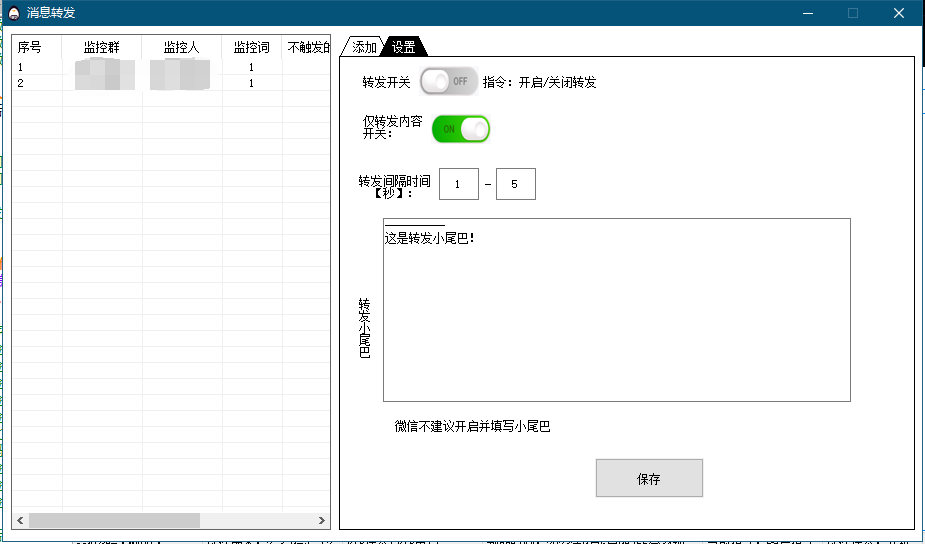 消息转发
序号 监控群 监控人 监控词 不触发的
1 1
2 1
添加 设置
转发开关 OFF 指令：开启/关闭转发
仅转发内容
开关： ON
转发间隔时间
【秒】： 1 - 5
这是转发小尾巴！
转发小尾巴
微信不建议开启并填写小尾巴
保存